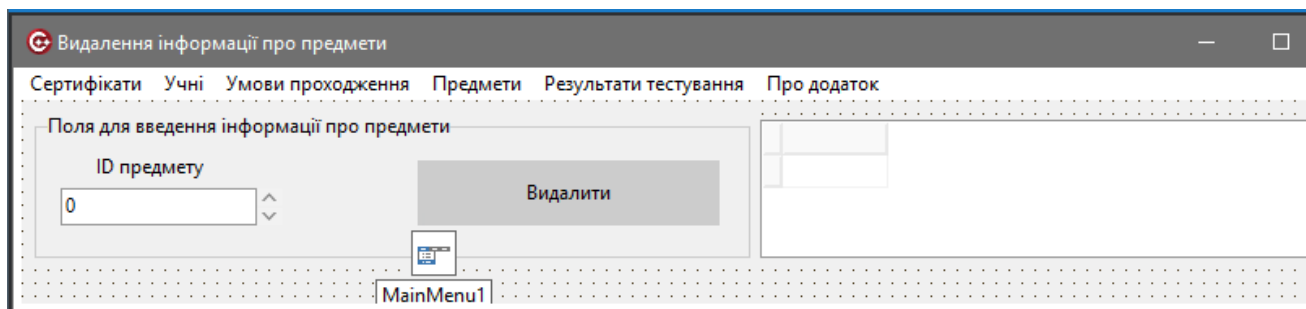 Видалення інформації про предмети
Сертифікати Учні Умови проходження Предмети Результати тестування Про додаток
Поля для введення інформації про предмети
ID предмету
0
Видалити
MainMenu1